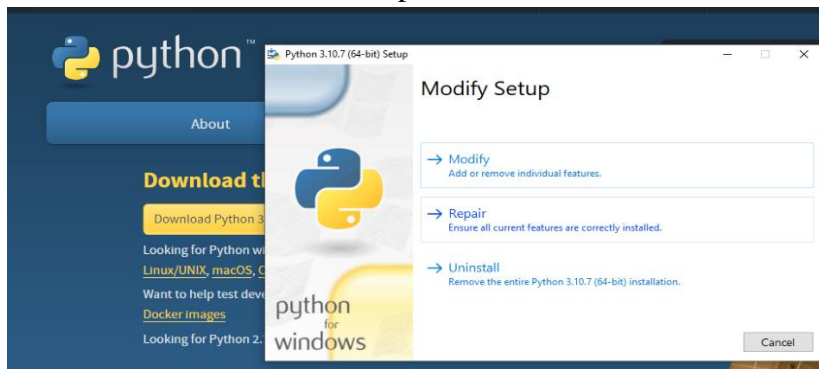 python™
About
Download t
Download Python 3
Looking for Python wi
Linux/UNIX, macOS, O
Want to help test deve
Docker images
Looking for Python 2.
Python 3.10.7 (64-bit) Setup
Modify Setup
→ Modify
Add or remove individual features.
→ Repair
Ensure all current features are correctly installed.
→ Uninstall
Remove the entire Python 3.10.7 (64-bit) installation.
python
for
windows
Cancel